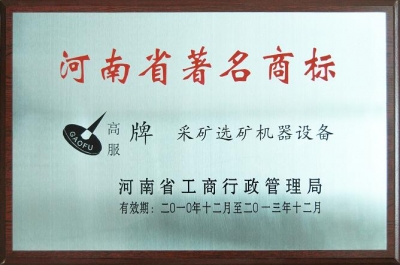 河南省著名商标
GAOFU
高服 牌 采矿选矿机器设备
河南省工商行政管理局
有效期：二〇一〇年十二月至二〇一三年十二月